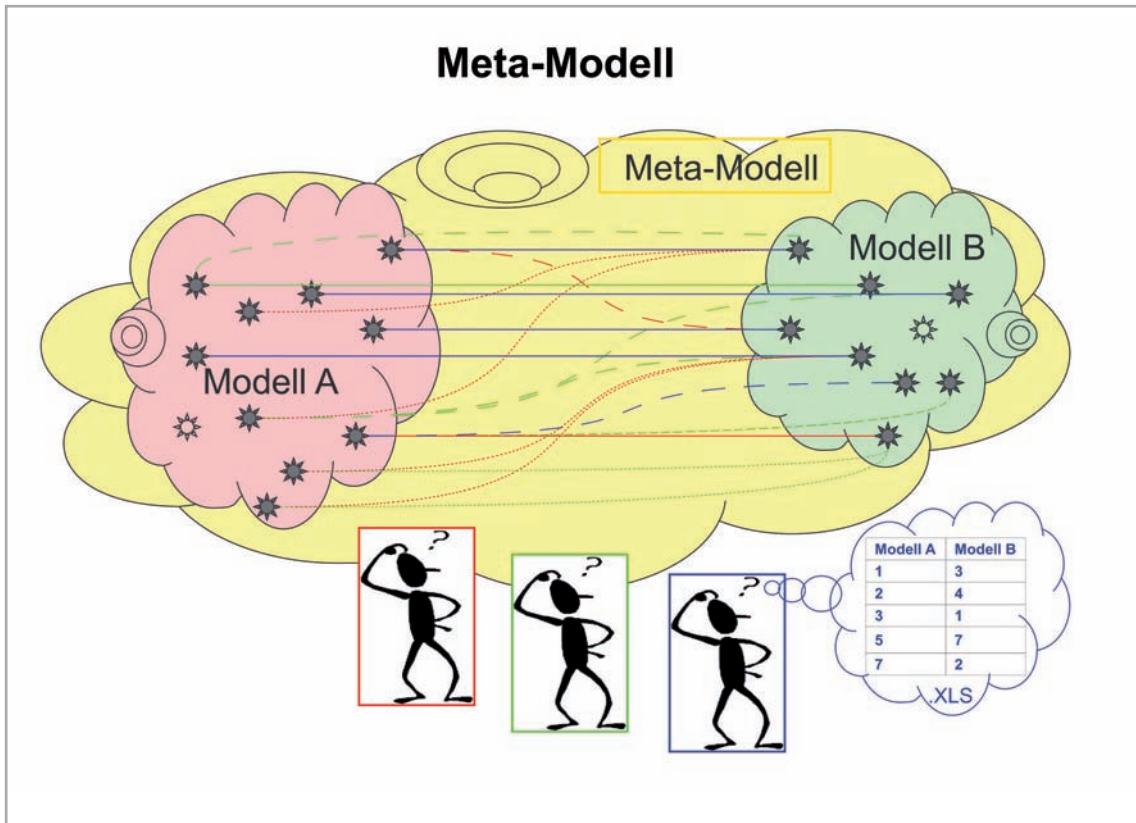 Meta-Modell
Meta-Modell
Modell B
Modell A
?
?
?
Modell A Modell B
1 3
2 4
3 1
5 7
7 2
.XLS